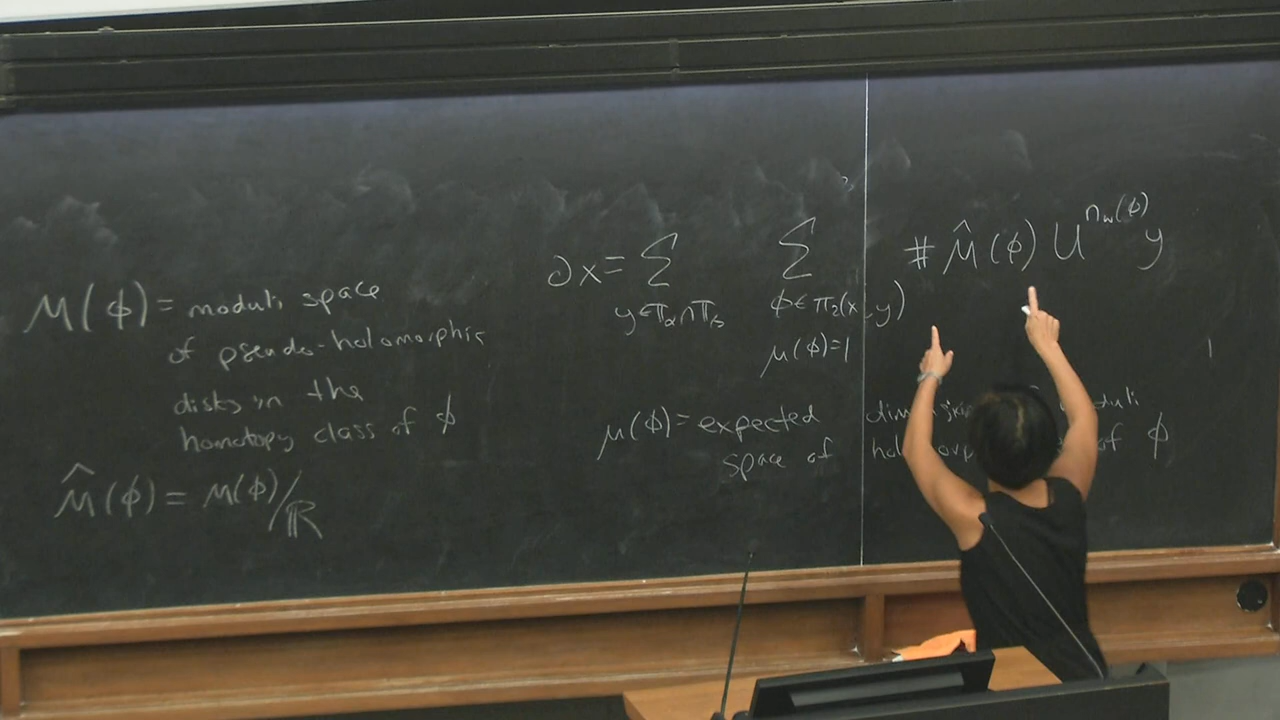 M(ϕ) = moduli space
of pseudo-holomorphic
disks in the
homotopy class of ϕ
M̂(ϕ) = M(ϕ)/ℝ
∂x = Σ Σ # M̂(ϕ) U^{n_w(ϕ)} y
y∈𝕋_α∩𝕋_β ϕ∈π₂(x,y)
μ(ϕ)=1
μ(ϕ) = expected
space of of ϕ